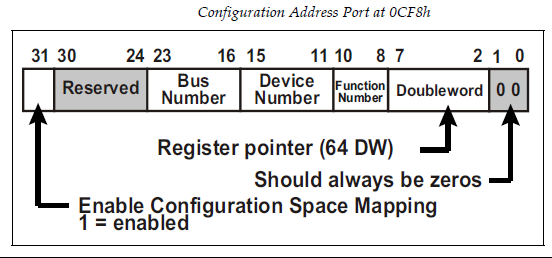 Configuration Address Port at 0CF8h
31 30 24 23 16 15 11 10 8 7 2 1 0
Reserved Bus Number Device Number Function Number Doubleword 0 0
Register pointer (64 DW)
Should always be zeros
Enable Configuration Space Mapping
1 = enabled